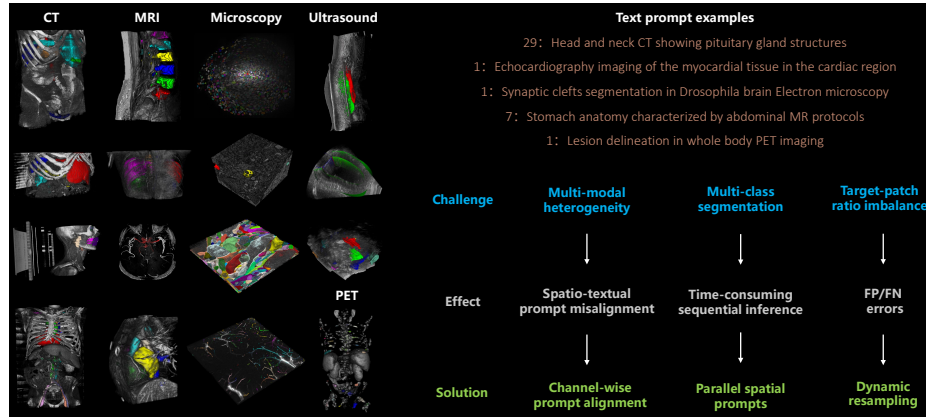 CT
MRI
Microscopy
Ultrasound
PET
Text prompt examples
29: Head and neck CT showing pituitary gland structures
1: Echocardiography imaging of the myocardial tissue in the cardiac region
1: Synaptic clefts segmentation in Drosophila brain Electron microscopy
7: Stomach anatomy characterized by abdominal MR protocols
1: Lesion delineation in whole body PET imaging
Challenge
Multi-modal
heterogeneity
Multi-class
segmentation
Target-patch
ratio imbalance
Effect
Spatio-textual
prompt misalignment
Time-consuming
sequential inference
FP/FN
errors
Solution
Channel-wise
prompt alignment
Parallel spatial
prompts
Dynamic
resampling